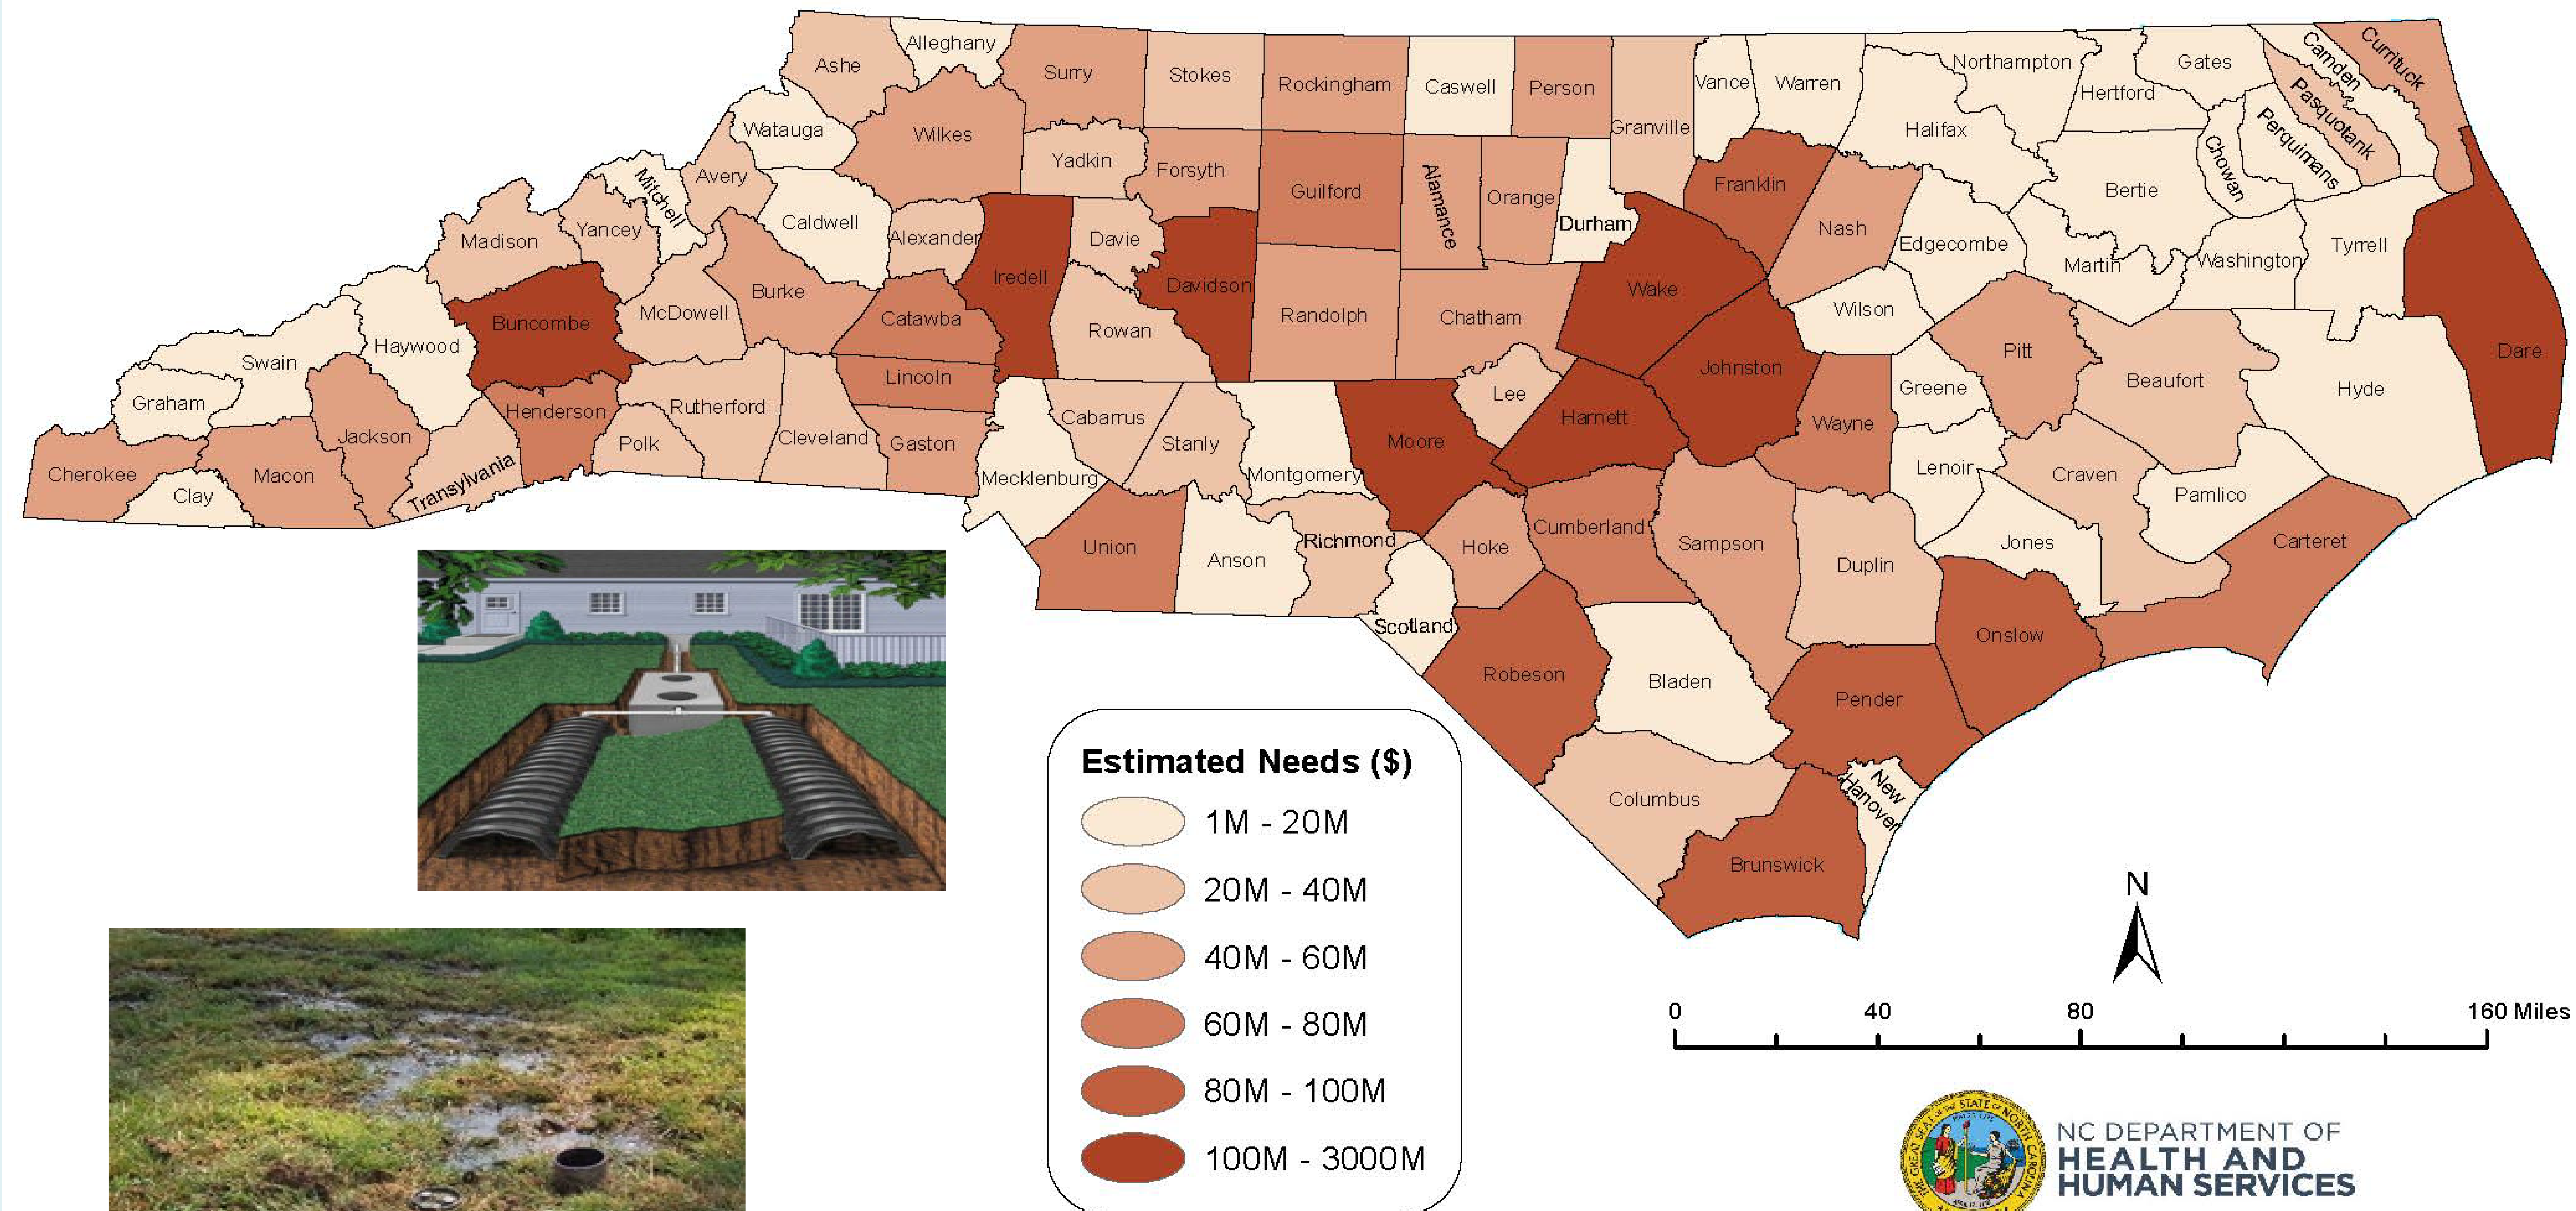 Alleghany
Ashe
Surry
Stokes
Rockingham
Caswell
Person
Granville
Vance
Warren
Northampton
Hertford
Gates
Camden
Currituck
Pasquotank
Perquimans
Chowan
Halifax
Watauga
Wilkes
Yadkin
Forsyth
Guilford
Alamance
Orange
Durham
Franklin
Nash
Edgecombe
Bertie
Martin
Washington
Tyrrell
Dare
Mitchell
Avery
Caldwell
Alexander
Iredell
Davie
Davidson
Randolph
Chatham
Wake
Wilson
Madison
Yancey
Buncombe
McDowell
Burke
Catawba
Rowan
Johnston
Greene
Pitt
Beaufort
Hyde
Swain
Haywood
Graham
Jackson
Henderson
Rutherford
Polk
Cleveland
Lincoln
Gaston
Cabarrus
Stanly
Montgomery
Moore
Lee
Harnett
Wayne
Lenoir
Craven
Pamlico
Cherokee
Clay
Macon
Transylvania
Mecklenburg
Union
Anson
Richmond
Scotland
Hoke
Cumberland
Sampson
Duplin
Jones
Carteret
Onslow
Robeson
Bladen
Pender
Columbus
Brunswick
New
Hanover
Estimated Needs ($)
1M - 20M
20M - 40M
40M - 60M
60M - 80M
80M - 100M
100M - 3000M
N
0 40 80 160 Miles
NC DEPARTMENT OF
HEALTH AND
HUMAN SERVICES